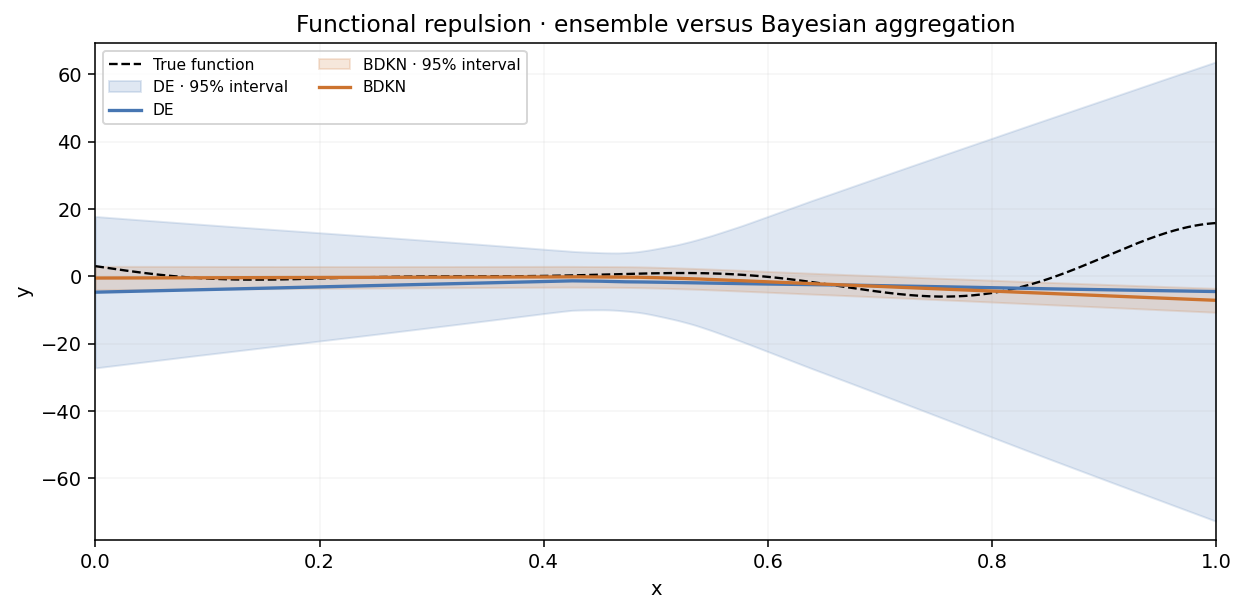 Functional repulsion · ensemble versus Bayesian aggregation
True function
DE · 95% interval
DE
BDKN · 95% interval
BDKN
y
60
40
20
0
−20
−40
−60
0.0 0.2 0.4 0.6 0.8 1.0
x